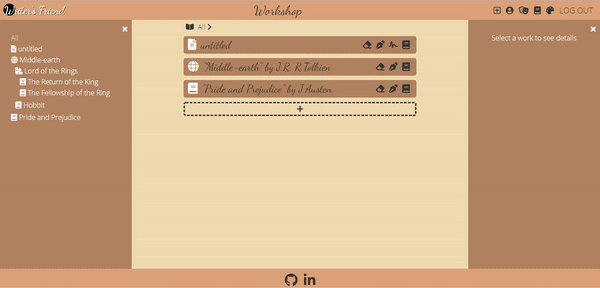 Writer's Friend
Workshop
LOG OUT
All
untitled
Middle-earth
Lord of the Rings
The Return of the King
The Fellowship of the Ring
Hobbit
Pride and Prejudice
All >
untitled
"Middle-earth" by J.R. R.Tolkien
"Pride and Prejudice" by J.Austen
+
Select a work to see details
in